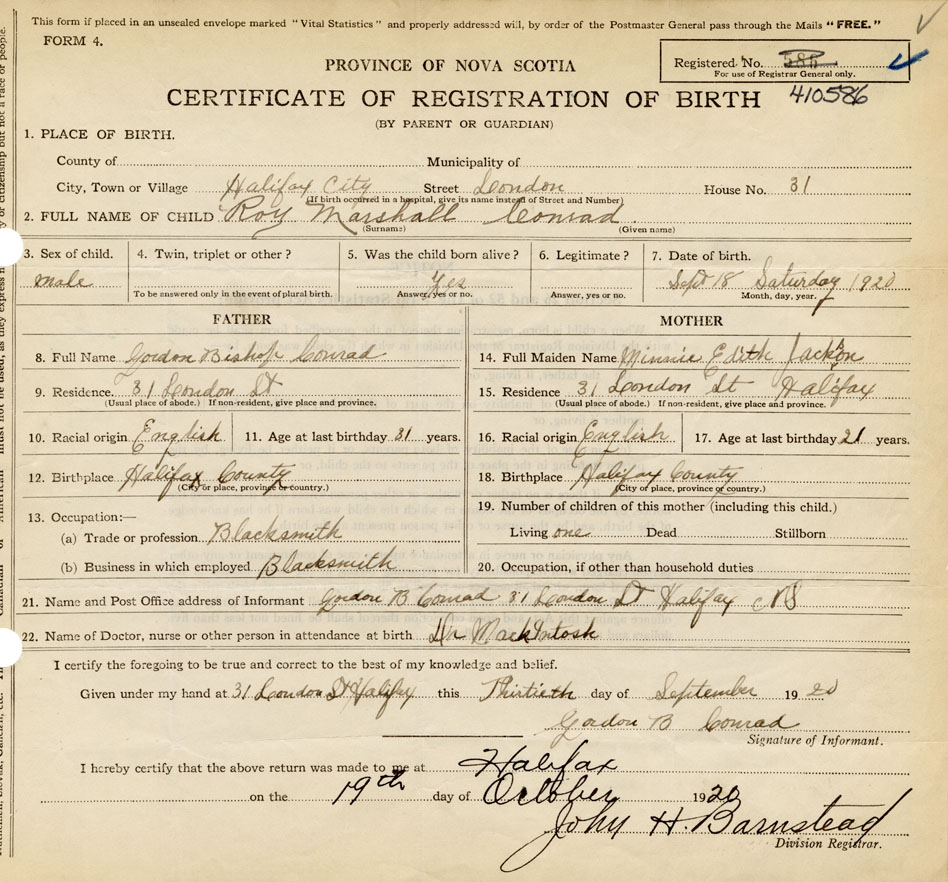 This form if placed in an unsealed envelope marked "Vital Statistics" and properly addressed will, by order of the Postmaster General pass through the Mails "FREE."
FORM 4.
Registered No. 586
For use of Registrar General only.
410586
PROVINCE OF NOVA SCOTIA
CERTIFICATE OF REGISTRATION OF BIRTH
(BY PARENT OR GUARDIAN)
1. PLACE OF BIRTH.
County of Municipality of
City, Town or Village Halifax City Street London House No. 31
(If birth occurred in a hospital, give its name instead of Street and Number)
2. FULL NAME OF CHILD Roy Marshall Conrad
(Surname) (Given name)
3. Sex of child. 4. Twin, triplet or other? 5. Was the child born alive? 6. Legitimate? 7. Date of birth.
male Yes Sept 18 Saturday 1920
To be answered only in the event of plural birth. Answer, yes or no. Answer, yes or no. Month, day, year.
FATHER MOTHER
8. Full Name Gordon Bishop Conrad 14. Full Maiden Name Minnie Edith Jackson
9. Residence. 31 London St 15. Residence 31 London St Halifax
(Usual place of abode.) If non-resident, give place and province. (Usual place of abode.) If non-resident, give place and province.
10. Racial origin English 11. Age at last birthday 31 years. 16. Racial origin English 17. Age at last birthday 21 years.
12. Birthplace Halifax County 18. Birthplace Halifax County
(City or place, province or country.) (City or place, province or country.)
13. Occupation:— 19. Number of children of this mother (including this child.)
(a) Trade or profession Blacksmith Living one Dead Stillborn
(b) Business in which employed Blacksmith 20. Occupation, if other than household duties
21. Name and Post Office address of Informant Gordon B Conrad 31 London St Halifax NS
22. Name of Doctor, nurse or other person in attendance at birth Dr MackIntosh
I certify the foregoing to be true and correct to the best of my knowledge and belief.
Given under my hand at 31 London St Halifax this Thirtieth day of September 1920
Gordon B Conrad
Signature of Informant.
I hereby certify that the above return was made to me at Halifax
on the 19th day of October 1920
John H. Barnstead
Division Registrar.